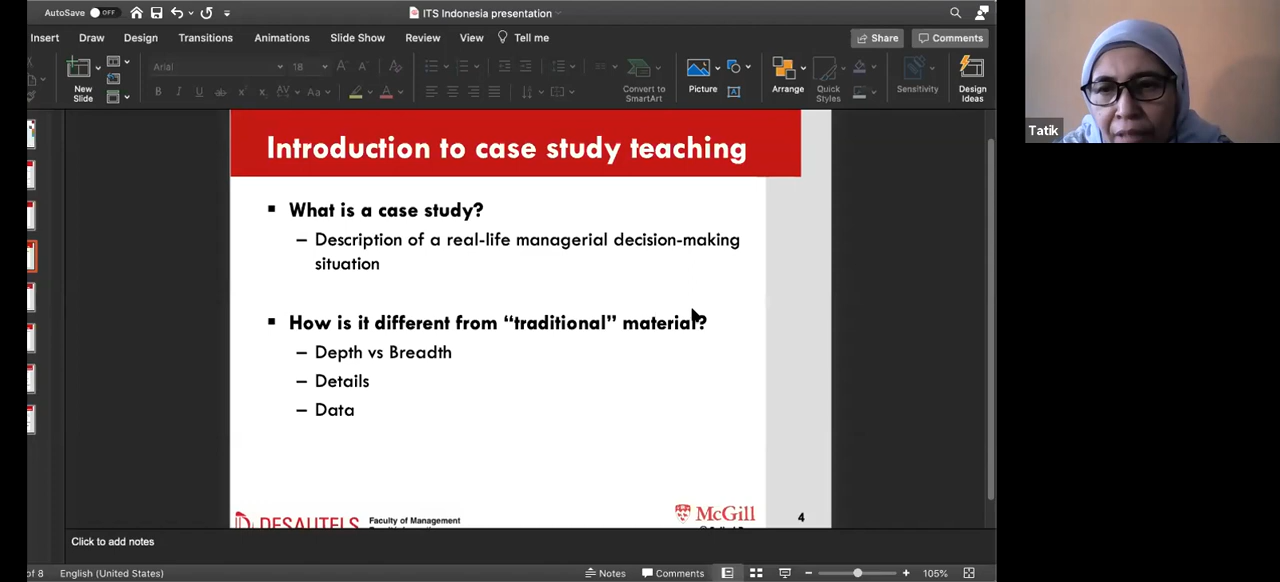 AutoSave OFF
ITS Indonesia presentation
Insert Draw Design Transitions Animations Slide Show Review View Tell me
Share Comments
New Slide
Arial 18
Convert to SmartArt
Picture
Arrange
Quick Styles
Sensitivity
Design Ideas
Introduction to case study teaching
▪ What is a case study?
– Description of a real-life managerial decision-making
situation
▪ How is it different from “traditional” material?
– Depth vs Breadth
– Details
– Data
DESAUTELS Faculty of Management
McGill
4
Click to add notes
of 8 English (United States) Notes Comments 105%
Tatik